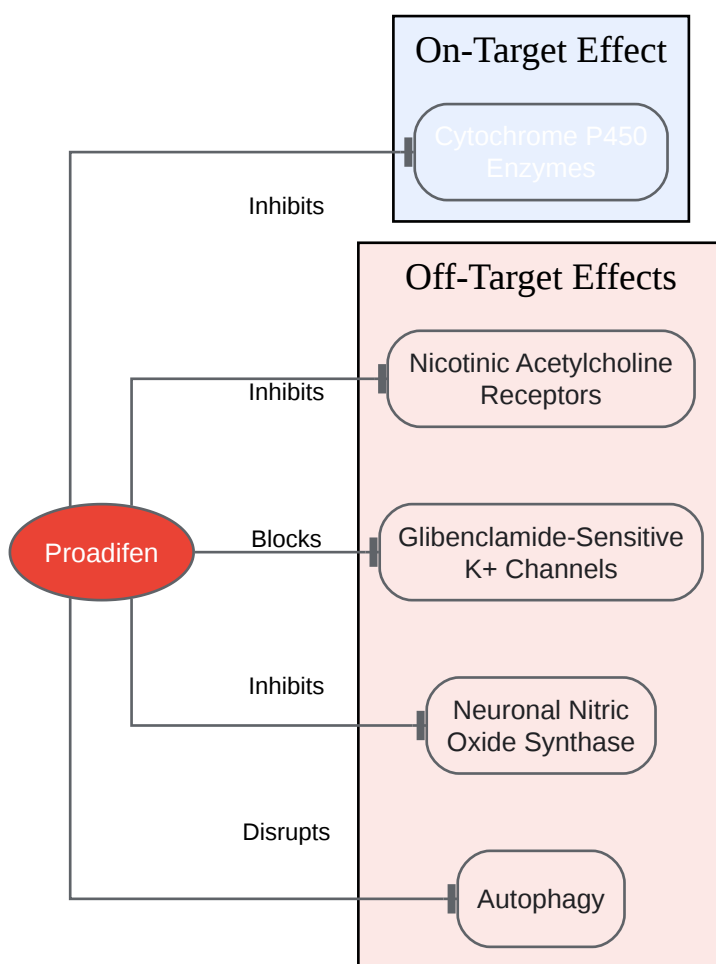 On-Target Effect
Cytochrome P450
Enzymes
Inhibits
Off-Target Effects
Nicotinic Acetylcholine
Receptors
Inhibits
Proadifen
Blocks
Glibenclamide-Sensitive
K+ Channels
Inhibits
Neuronal Nitric
Oxide Synthase
Disrupts
Autophagy